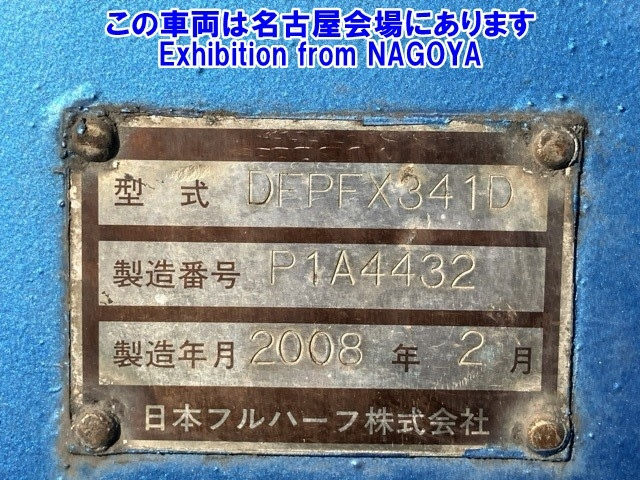 この車両は名古屋会場にあります
Exhibition from NAGOYA
型式 DFPFX341D
製造番号 P1A4432
製造年月 2008 年 2 月
日本フルハーフ株式会社